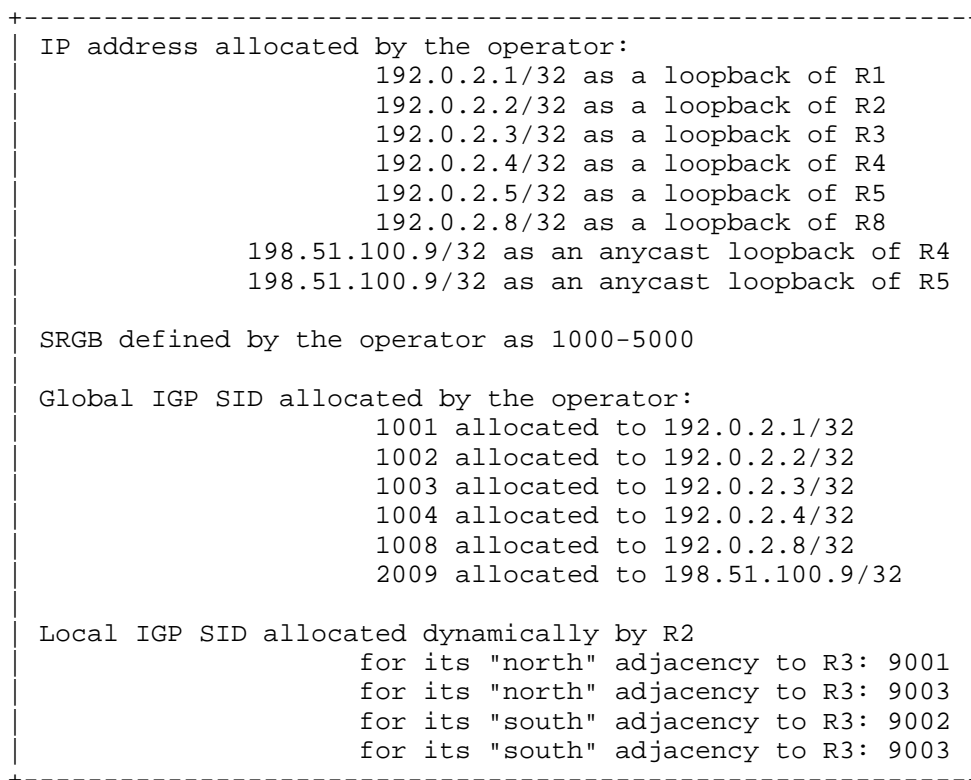 IP address allocated by the operator:
192.0.2.1/32 as a loopback of R1
192.0.2.2/32 as a loopback of R2
192.0.2.3/32 as a loopback of R3
192.0.2.4/32 as a loopback of R4
192.0.2.5/32 as a loopback of R5
192.0.2.8/32 as a loopback of R8
198.51.100.9/32 as an anycast loopback of R4
198.51.100.9/32 as an anycast loopback of R5
SRGB defined by the operator as 1000-5000
Global IGP SID allocated by the operator:
1001 allocated to 192.0.2.1/32
1002 allocated to 192.0.2.2/32
1003 allocated to 192.0.2.3/32
1004 allocated to 192.0.2.4/32
1008 allocated to 192.0.2.8/32
2009 allocated to 198.51.100.9/32
Local IGP SID allocated dynamically by R2
for its "north" adjacency to R3: 9001
for its "north" adjacency to R3: 9003
for its "south" adjacency to R3: 9002
for its "south" adjacency to R3: 9003